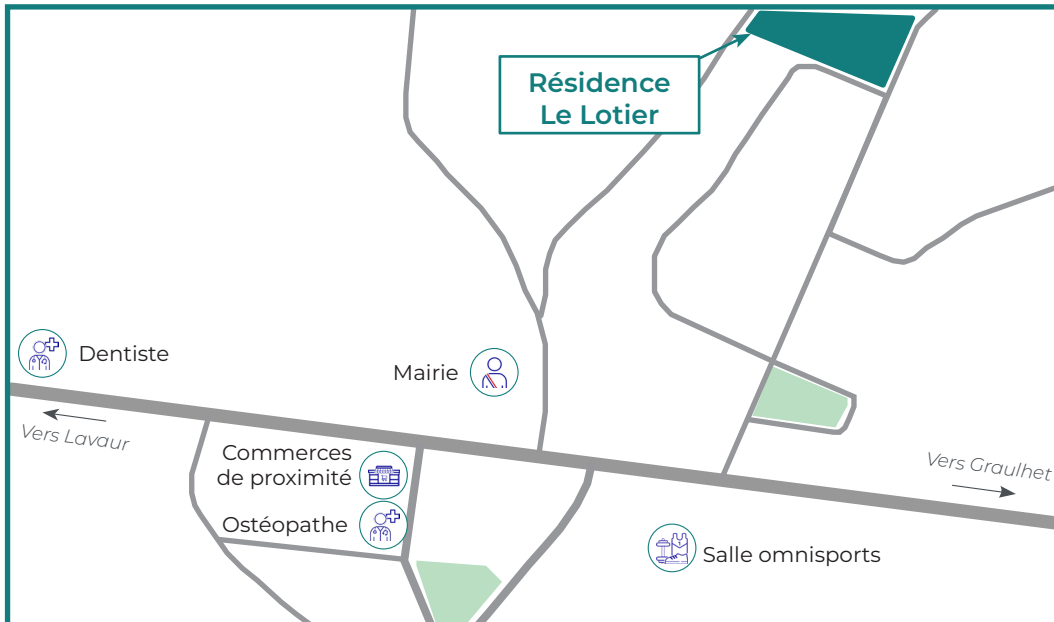 Résidence
Le Lotier
Dentiste
Mairie
Vers Lavaur
Commerces
de proximité
Vers Graulhet
Ostéopathe
Salle omnisports